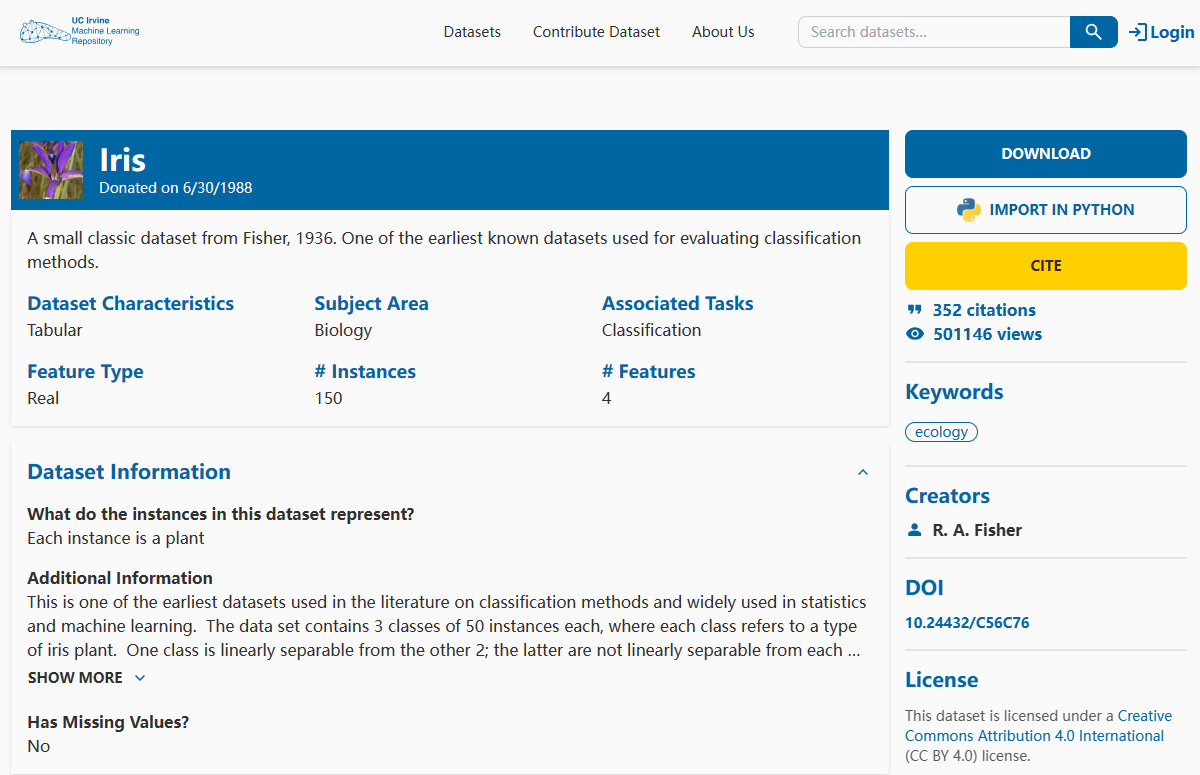 UC Irvine
Machine Learning
Repository
Datasets
Contribute Dataset
About Us
Search datasets...
Login
Iris
Donated on 6/30/1988
A small classic dataset from Fisher, 1936. One of the earliest known datasets used for evaluating classification
methods.
Dataset Characteristics
Tabular
Subject Area
Biology
Associated Tasks
Classification
Feature Type
Real
# Instances
150
# Features
4
Dataset Information
What do the instances in this dataset represent?
Each instance is a plant
Additional Information
This is one of the earliest datasets used in the literature on classification methods and widely used in statistics
and machine learning.  The data set contains 3 classes of 50 instances each, where each class refers to a type
of iris plant.  One class is linearly separable from the other 2; the latter are not linearly separable from each ...
SHOW MORE
Has Missing Values?
No
DOWNLOAD
IMPORT IN PYTHON
CITE
352 citations
501146 views
Keywords
ecology
Creators
R. A. Fisher
DOI
10.24432/C56C76
License
This dataset is licensed under a Creative
Commons Attribution 4.0 International
(CC BY 4.0) license.